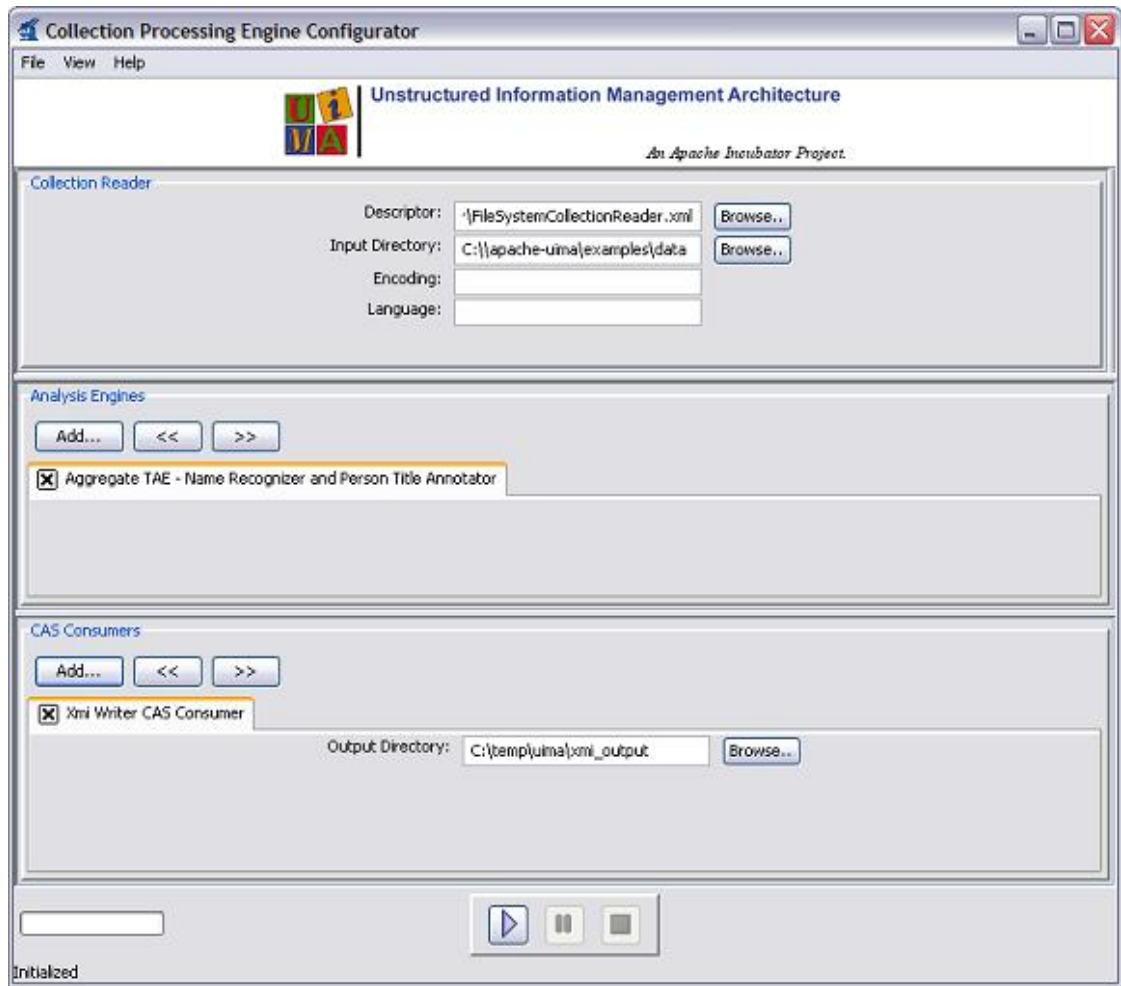 Collection Processing Engine Configurator
File View Help
U i M A
Unstructured Information Management Architecture
An Apache Incubator Project.
Collection Reader
Descriptor: \FileSystemCollectionReader.xml Browse..
Input Directory: C:\\apache-uima\examples\data Browse..
Encoding:
Language:
Analysis Engines
Add... << >>
Aggregate TAE - Name Recognizer and Person Title Annotator
CAS Consumers
Add... << >>
Xmi Writer CAS Consumer
Output Directory: C:\temp\uima\xmi_output Browse..
Initialized